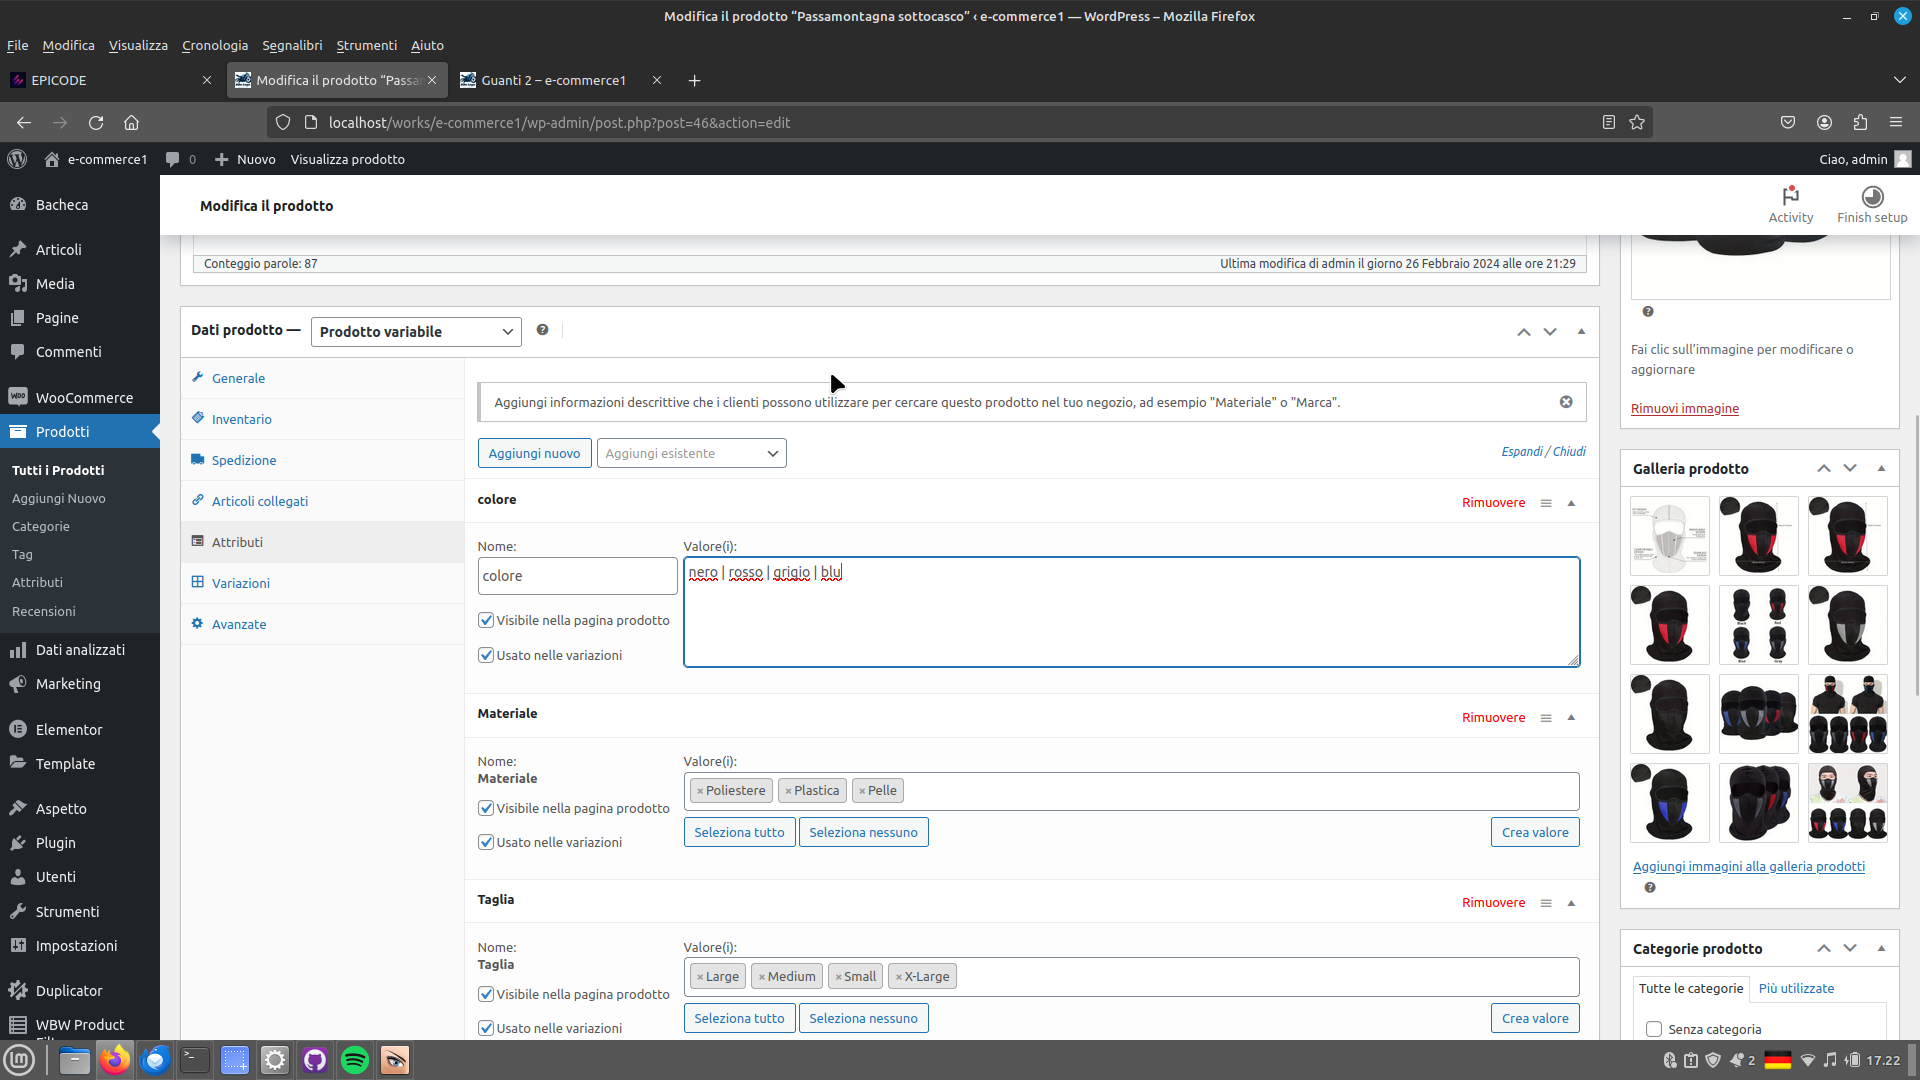 Modifica il prodotto “Passamontagna sottocasco” ‹ e-commerce1 — WordPress – Mozilla Firefox
File Modifica Visualizza Cronologia Segnalibri Strumenti Aiuto
EPICODE
Modifica il prodotto “Passa
Guanti 2 – e-commerce1
localhost/works/e-commerce1/wp-admin/post.php?post=46&action=edit
e-commerce1 0 Nuovo Visualizza prodotto Ciao, admin
Modifica il prodotto
Activity
Finish setup
Bacheca
Articoli
Media
Pagine
Commenti
WooCommerce
Prodotti
Tutti i Prodotti
Aggiungi Nuovo
Categorie
Tag
Attributi
Recensioni
Dati analizzati
Marketing
Elementor
Template
Aspetto
Plugin
Utenti
Strumenti
Impostazioni
Duplicator
WBW Product
Conteggio parole: 87
Ultima modifica di admin il giorno 26 Febbraio 2024 alle ore 21:29
Dati prodotto —
Prodotto variabile
Generale
Inventario
Spedizione
Articoli collegati
Attributi
Variazioni
Avanzate
Aggiungi informazioni descrittive che i clienti possono utilizzare per cercare questo prodotto nel tuo negozio, ad esempio "Materiale" o "Marca".
Aggiungi nuovo
Aggiungi esistente
Espandi / Chiudi
colore
Rimuovere
Nome:
Valore(i):
colore
nero | rosso | grigio | blu
Visibile nella pagina prodotto
Usato nelle variazioni
Materiale
Rimuovere
Nome:
Valore(i):
Materiale
× Poliestere × Plastica × Pelle
Visibile nella pagina prodotto
Usato nelle variazioni
Seleziona tutto
Seleziona nessuno
Crea valore
Taglia
Rimuovere
Nome:
Valore(i):
Taglia
× Large × Medium × Small × X-Large
Visibile nella pagina prodotto
Usato nelle variazioni
Seleziona tutto
Seleziona nessuno
Crea valore
Fai clic sull’immagine per modificare o
aggiornare
Rimuovi immagine
Galleria prodotto
Aggiungi immagini alla galleria prodotti
Categorie prodotto
Tutte le categorie
Più utilizzate
Senza categoria
2
17.22